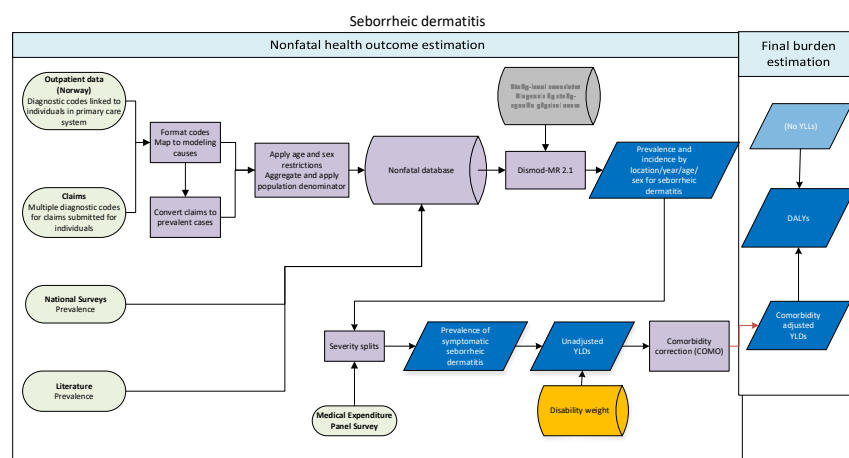 Seborrheic dermatitis
Nonfatal health outcome estimation
Final burden
estimation
Outpatient data
(Norway)
Diagnostic codes linked to
individuals in primary care
system
Claims
Multiple diagnostic codes
for claims submitted for
individuals
Format codes
Map to modeling
causes
Convert claims to
prevalent cases
Apply age and sex
restrictions
Aggregate and apply
population denominator
Nonfatal database
Dismod-MR 2.1
Prevalence and
incidence by
location/year/age/
sex for seborrheic
dermatitis
(No YLLs)
DALYs
National Surveys
Prevalence
Severity splits
Prevalence of
symptomatic
seborrheic
dermatitis
Unadjusted
YLDs
Comorbidity
correction (COMO)
Comorbidity
adjusted
YLDs
Literature
Prevalence
Medical Expenditure
Panel Survey
Disability weight